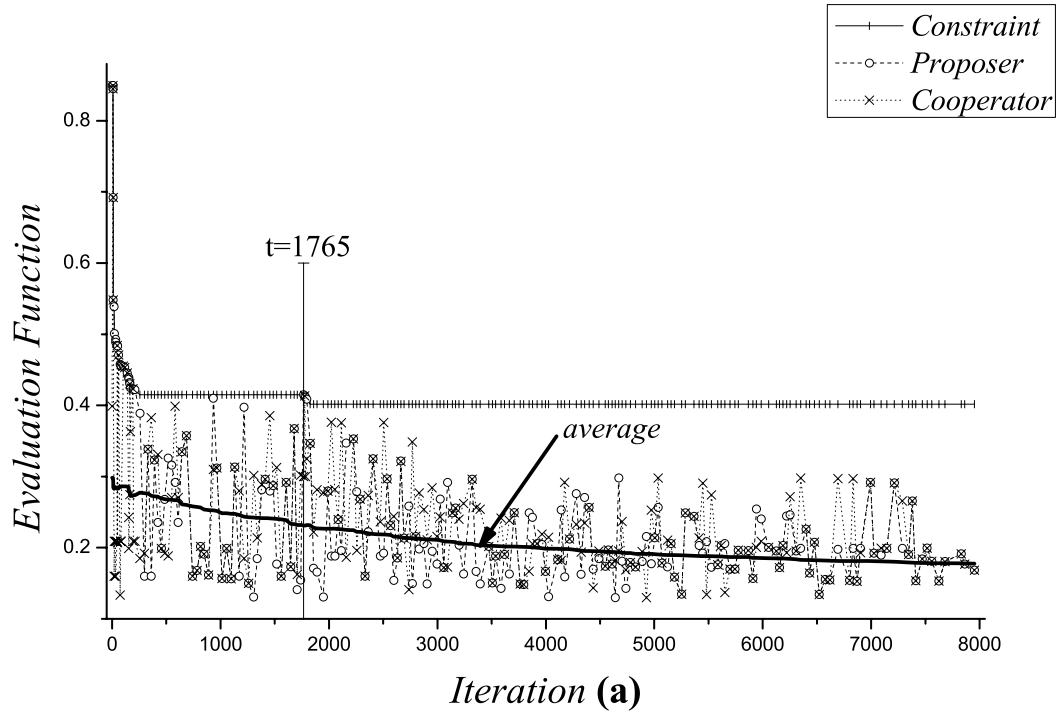 Constraint
Proposer
Cooperator
Evaluation Function
0.8
0.6
0.4
0.2
t=1765
average
0 1000 2000 3000 4000 5000 6000 7000 8000
Iteration (a)